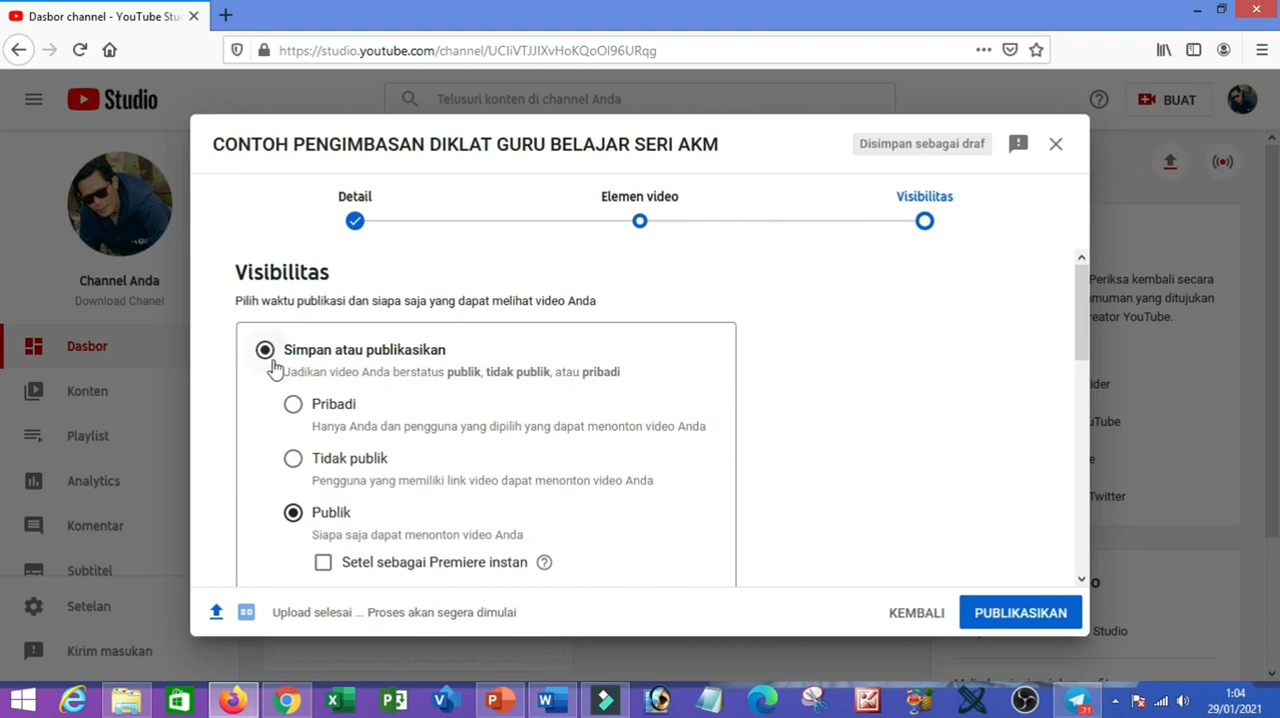 Dasbor channel - YouTube Stu
https://studio.youtube.com/channel/UCIiVTJJIXvHoKQoOl96URqg
Studio
Telusuri konten di channel Anda
BUAT
CONTOH PENGIMBASAN DIKLAT GURU BELAJAR SERI AKM
Disimpan sebagai draf
Detail
Elemen video
Visibilitas
Channel Anda
Download Chanel
Dasbor
Konten
Playlist
Analytics
Komentar
Subtitel
Setelan
Kirim masukan
Visibilitas
Pilih waktu publikasi dan siapa saja yang dapat melihat video Anda
Simpan atau publikasikan
Jadikan video Anda berstatus publik, tidak publik, atau pribadi
Pribadi
Hanya Anda dan pengguna yang dipilih yang dapat menonton video Anda
Tidak publik
Pengguna yang memiliki link video dapat menonton video Anda
Publik
Siapa saja dapat menonton video Anda
Setel sebagai Premiere instan
Upload selesai ... Proses akan segera dimulai
KEMBALI
PUBLIKASIKAN
Periksa kembali secara
umuman yang ditujukan
reator YouTube.
ider
uTube
e
Twitter
o
Studio
71
1:04
29/01/2021